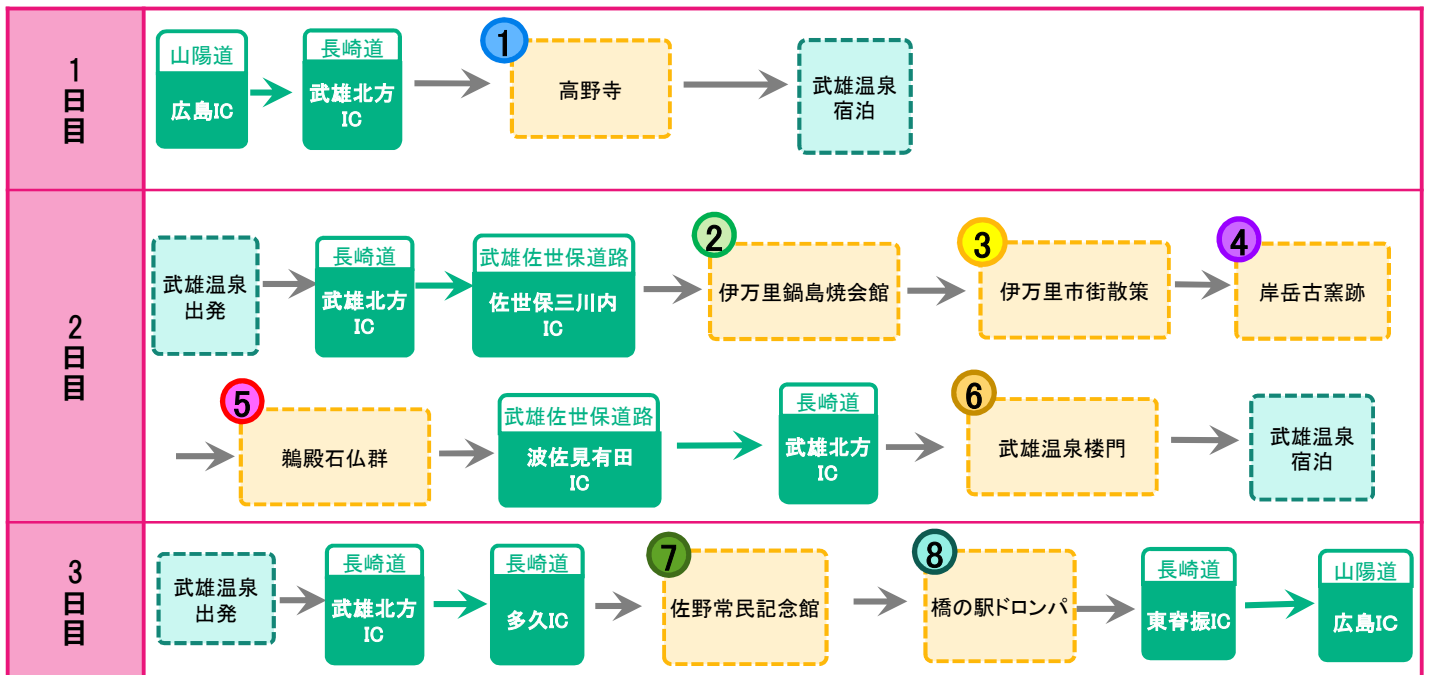 1
日
目
山陽道
広島IC
長崎道
武雄北方
IC
1
高野寺
武雄温泉
宿泊
2
日
目
武雄温泉
出発
長崎道
武雄北方
IC
武雄佐世保道路
佐世保三川内
IC
2
伊万里鍋島焼会館
3
伊万里市街散策
4
岸岳古窯跡
5
鵜殿石仏群
武雄佐世保道路
波佐見有田
IC
長崎道
武雄北方
IC
6
武雄温泉楼門
武雄温泉
宿泊
3
日
目
武雄温泉
出発
長崎道
武雄北方
IC
長崎道
多久IC
7
佐野常民記念館
8
橋の駅ドロンパ
長崎道
東脊振IC
山陽道
広島IC